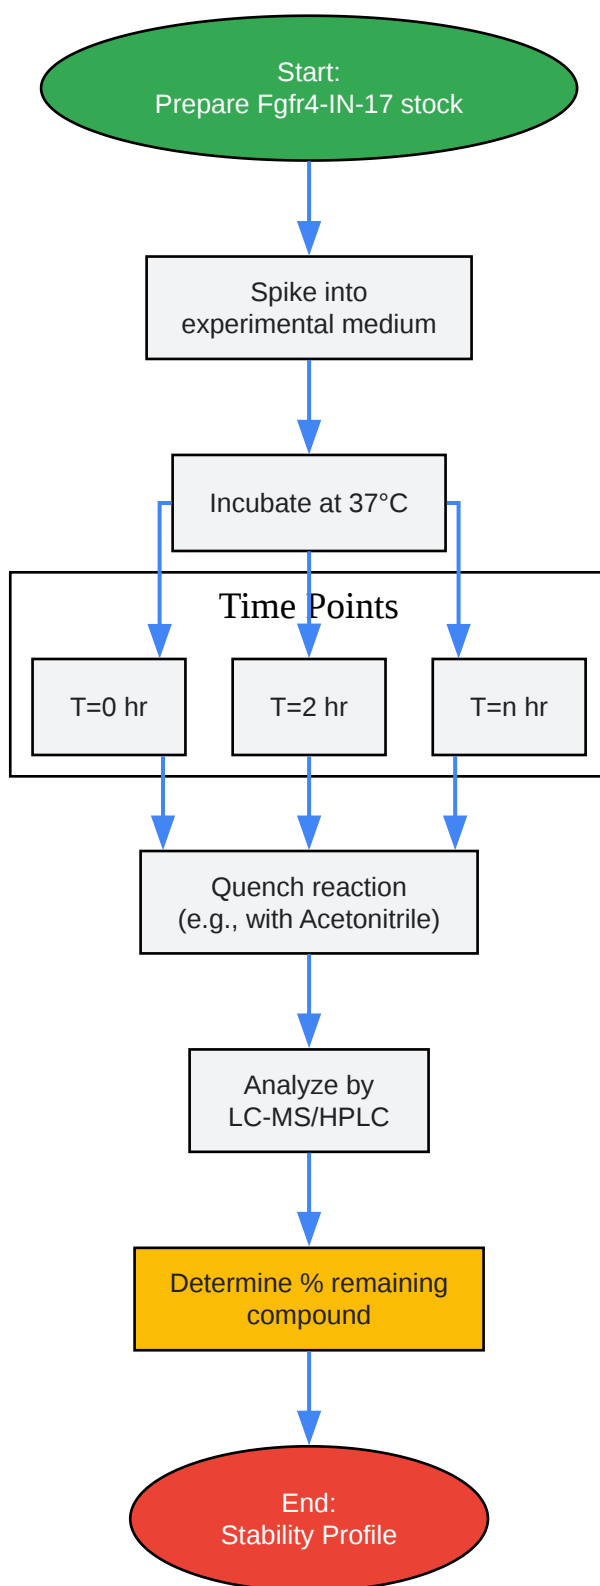 Start:
Prepare Fgfr4-IN-17 stock
Spike into
experimental medium
Incubate at 37°C
Time Points
T=0 hr
T=2 hr
T=n hr
Quench reaction
(e.g., with Acetonitrile)
Analyze by
LC-MS/HPLC
Determine % remaining
compound
End:
Stability Profile